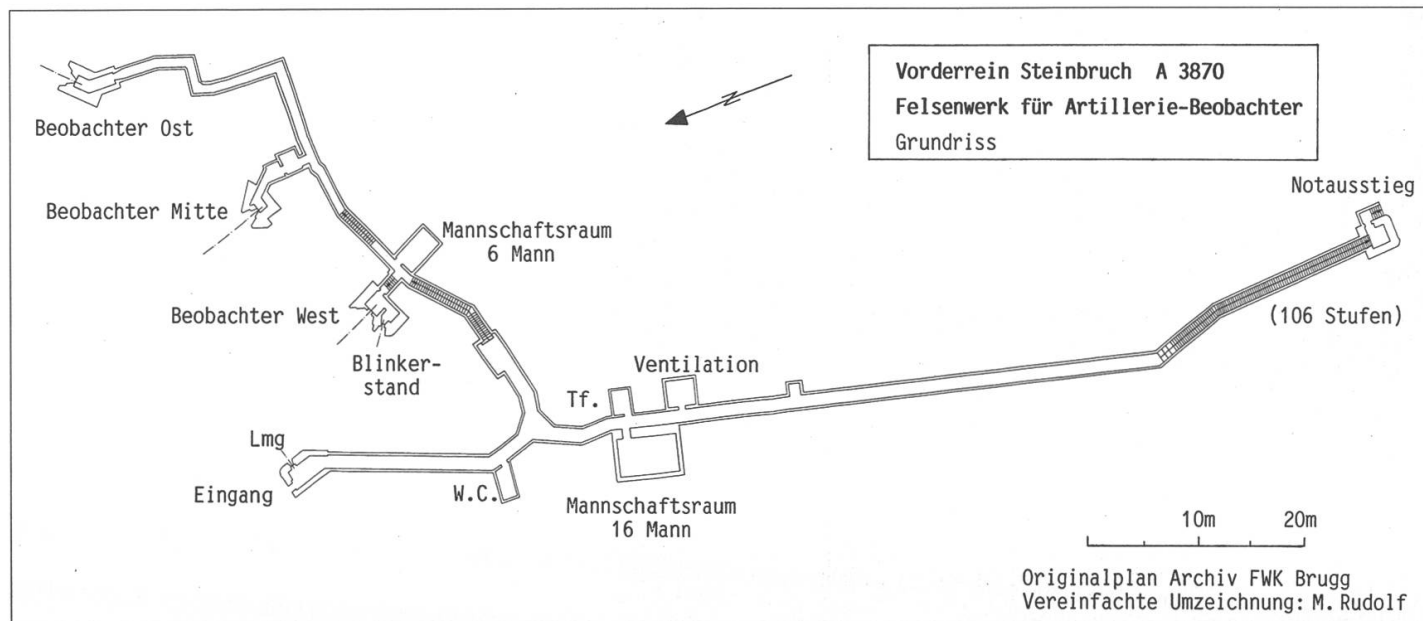 Vorderrein Steinbruch A 3870
Felsenwerk für Artillerie-Beobachter
Grundriss
N
Beobachter Ost
Beobachter Mitte
Mannschaftsraum
6 Mann
Notausstieg
(106 Stufen)
Beobachter West
Blinker-
stand
Ventilation
Tf.
Lmg
Eingang
W.C.
Mannschaftsraum
16 Mann
10m 20m
Originalplan Archiv FWK Brugg
Vereinfachte Umzeichnung: M. Rudolf